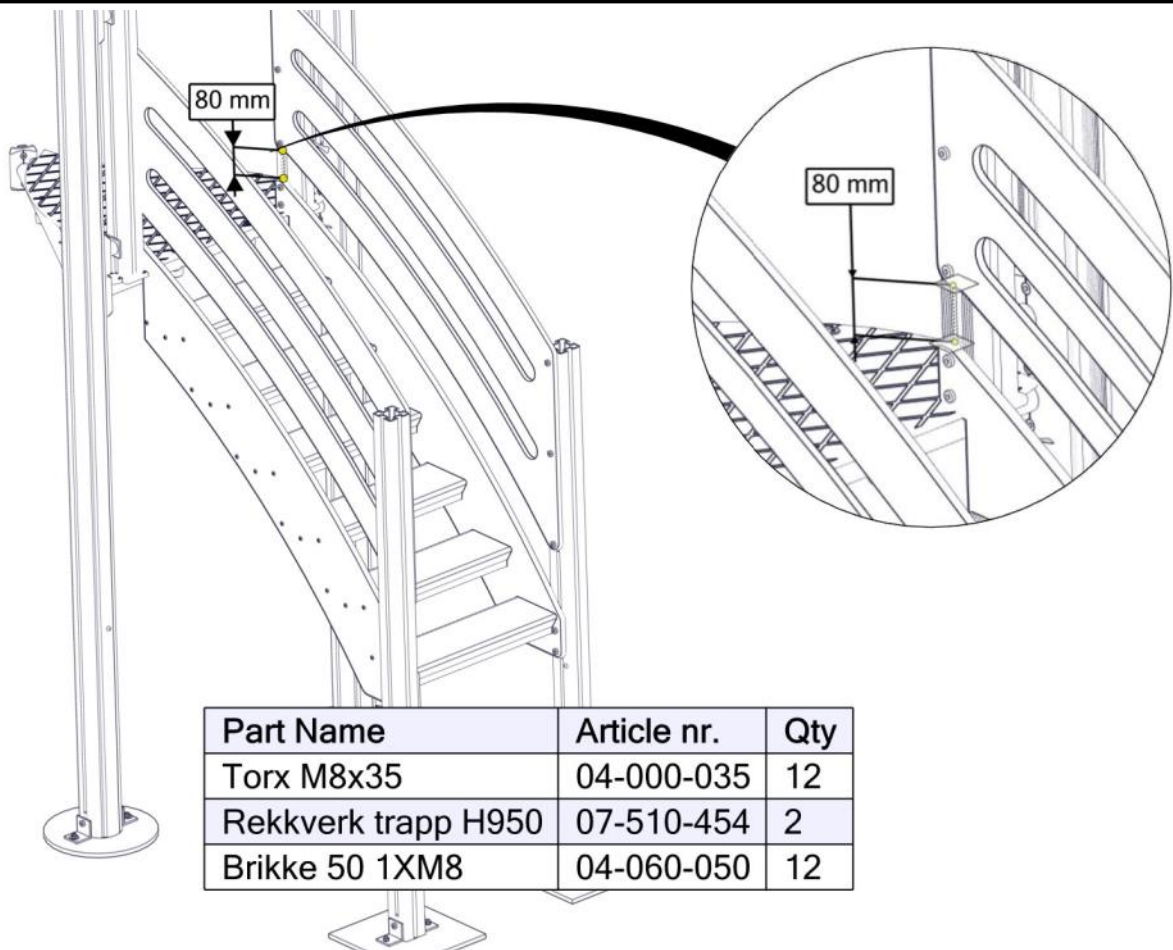 80 mm
80 mm
Part Name Article nr. Qty
Torx M8x35 04-000-035 12
Rekkverk trapp H950 07-510-454 2
Brikke 50 1XM8 04-060-050 12